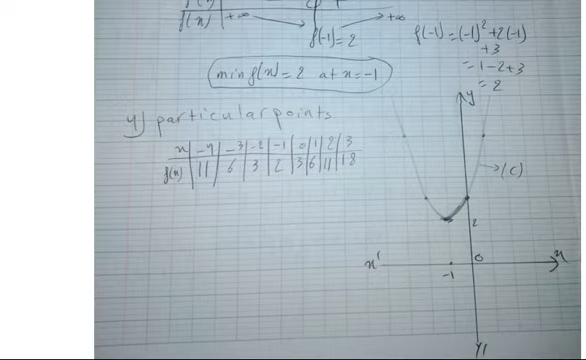 f(x) +∞ +∞
f(-1)=2
f(-1)=(-1)²+2(-1)
+3
=1-2+3
=2
min f(x)=2 at x=-1
4) particular points
x -4 -3 -2 -1 0 1 2 3
f(x) 11 6 3 2 3 6 11 18
y
(C)
2
x' -1 0 x
y'